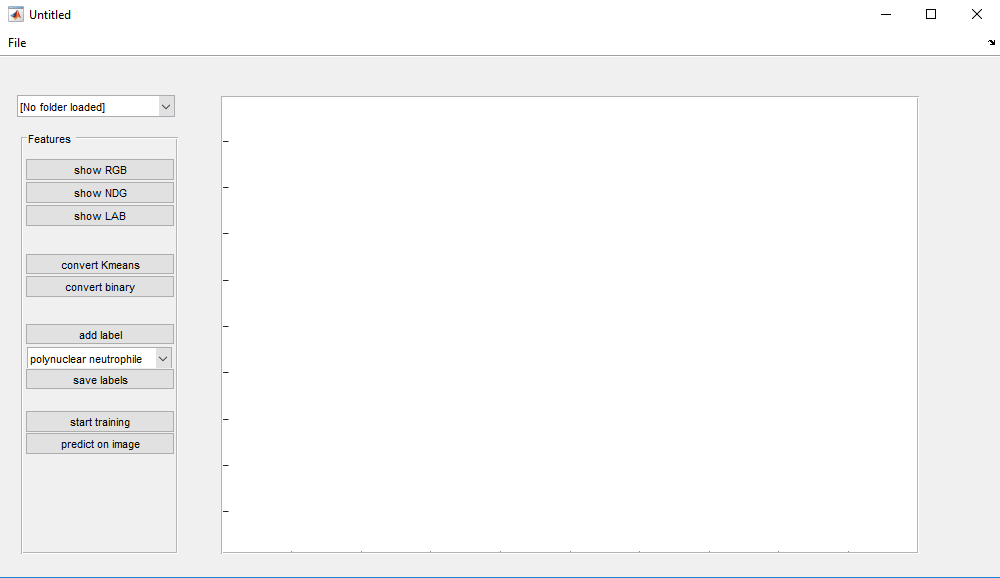 Untitled
File
[No folder loaded]
Features
show RGB
show NDG
show LAB
convert Kmeans
convert binary
add label
polynuclear neutrophile
save labels
start training
predict on image